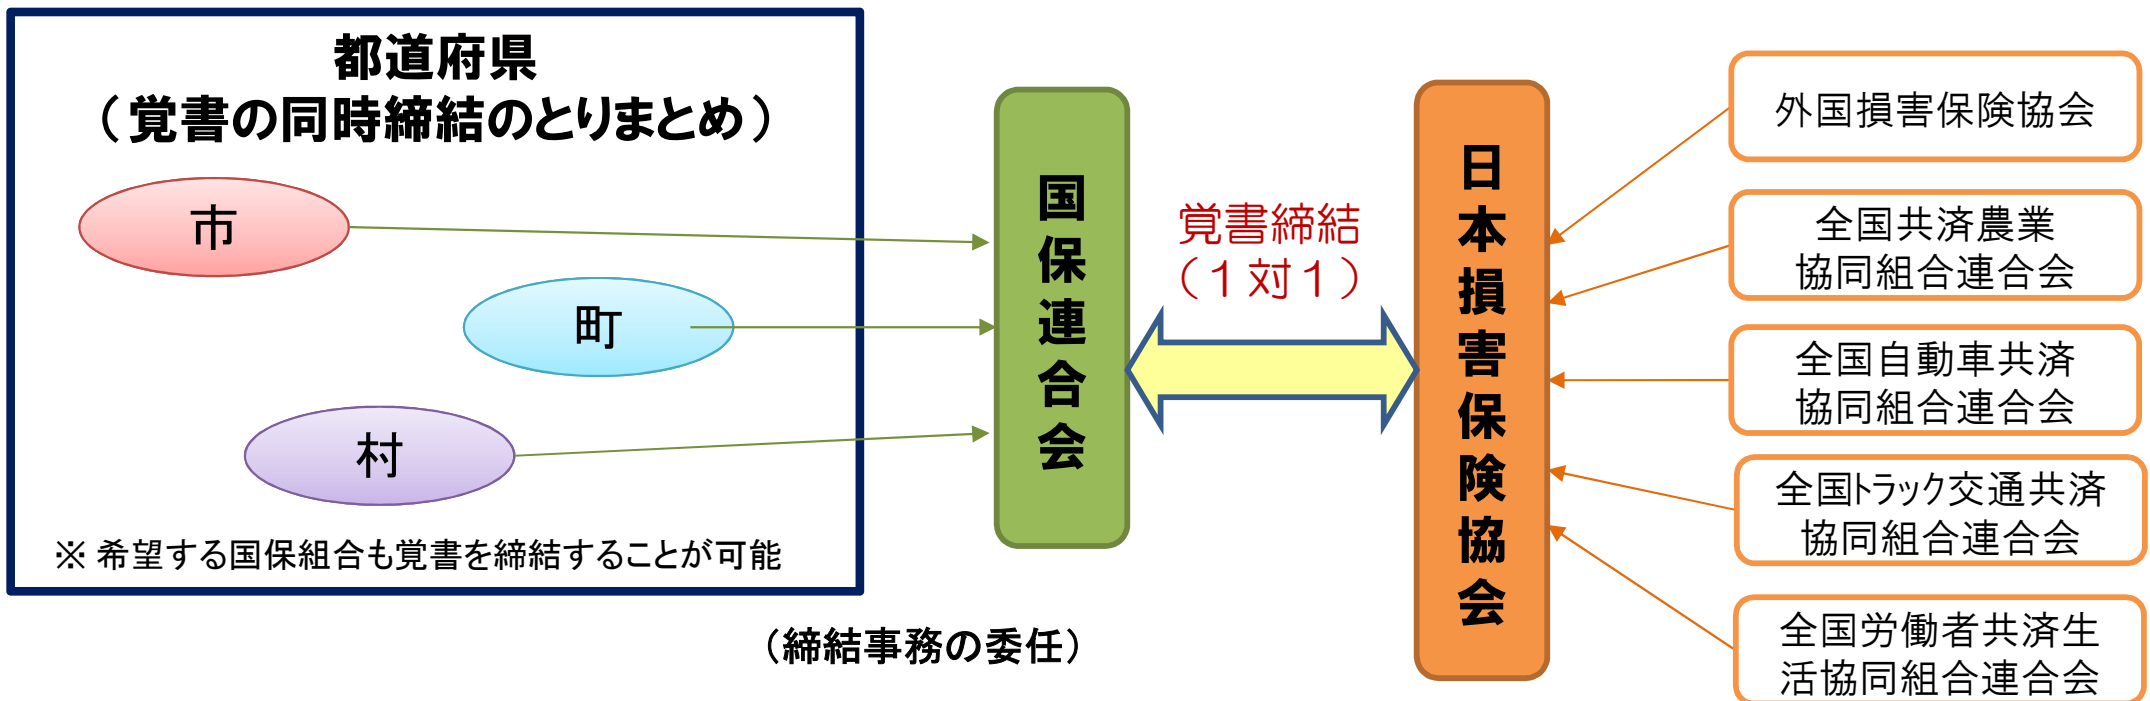 都道府県
（覚書の同時締結のとりまとめ）
市
町
村
※ 希望する国保組合も覚書を締結することが可能
（締結事務の委任）
国保連合会
覚書締結
（１対１）
日本損害保険協会
外国損害保険協会
全国共済農業
協同組合連合会
全国自動車共済
協同組合連合会
全国トラック交通共済
協同組合連合会
全国労働者共済生
活協同組合連合会